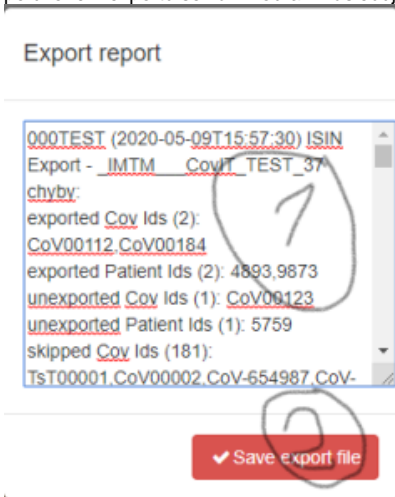 Export report
000TEST (2020-05-09T15:57:30) ISIN
Export - _IMTM___CovIT_TEST_37-
chyby:
exported Cov Ids (2):
CoV00112,CoV00184
exported Patient Ids (2): 4893,9873
unexported Cov Ids (1): CoV00123
unexported Patient Ids (1): 5759
skipped Cov Ids (181):
TsT00001,CoV00002,CoV-654987,CoV-
1
2
✔ Save export file